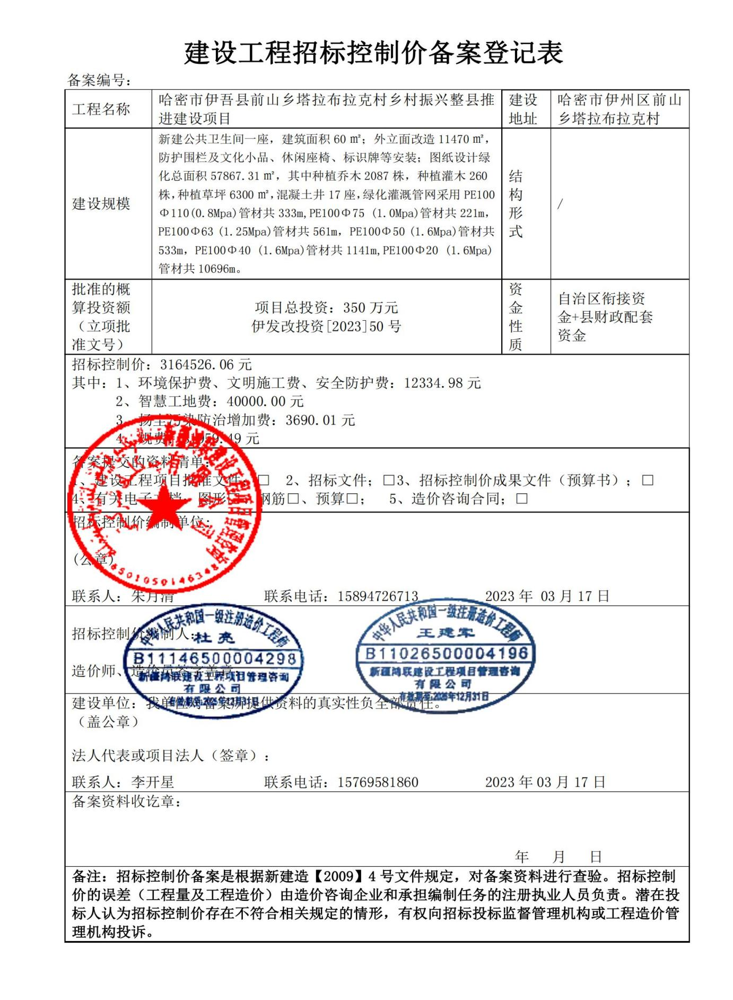 建设工程招标控制价备案登记表
备案编号：
工程名称
哈密市伊吾县前山乡塔拉布拉克村乡村振兴整县推
进建设项目
建设
地址
哈密市伊州区前山
乡塔拉布拉克村
建设规模
新建公共卫生间一座，建筑面积 60 ㎡；外立面改造 11470 ㎡，
防护围栏及文化小品、休闲座椅、标识牌等安装；图纸设计绿
化总面积 57867.31 ㎡，其中种植乔木 2087 株，种植灌木 260
株,种植草坪 6300 ㎡,混凝土井 17 座,绿化灌溉管网采用 PE100
Φ110(0.8Mpa)管材共 333m,PE100Φ75 (1.0Mpa)管材共 221m，
PE100Φ63 (1.25Mpa)管材共 561m，PE100Φ50 (1.6Mpa)管材共
533m，PE100Φ40 (1.6Mpa)管材共 1141m,PE100Φ20 (1.6Mpa)
管材共 10696m。
结
构
形
式
/
批准的概
算投资额
（立项批
准文号）
项目总投资：350 万元
伊发改投资[2023]50 号
资
金
性
质
自治区衔接资
金+县财政配套
资金
招标控制价：3164526.06 元
其中：1、环境保护费、文明施工费、安全防护费：12334.98 元
2、智慧工地费：40000.00 元
3、扬尘污染防治增加费：3690.01 元
4、规费 959.49 元
备案提交的资料清单：
1、建设工程项目批准文件 □ 2、招标文件；□3、招标控制价成果文件（预算书）；□
4、有关电子文档：图形□、钢筋□、预算□； 5、造价咨询合同；□
招标控制价编制单位：
(公章)
6501050146348
联系人：朱月清 联系电话：15894726713 2023 年 03 月 17 日
招标控制价编制人：
造价师、造价员签字盖章：
中华人民共和国一级注册造价工程师
杜亮
B11146500004298
新疆鸿联建设工程项目管理咨询
有限公司
中华人民共和国一级注册造价工程师
王建军
B11026500004196
新疆鸿联建设工程项目管理咨询
有限公司
有效期至2025年12月31日
建设单位：我单位对备案所提供资料的真实性负全部责任。
（盖公章）
法人代表或项目法人（签章）：
联系人：李开星 联系电话：15769581860 2023 年 03 月 17 日
备案资料收讫章：
年 月 日
备注：招标控制价备案是根据新建造【2009】4 号文件规定，对备案资料进行查验。招标控制
价的误差（工程量及工程造价）由造价咨询企业和承担编制任务的注册执业人员负责。潜在投
标人认为招标控制价存在不符合相关规定的情形，有权向招标投标监督管理机构或工程造价管
理机构投诉。